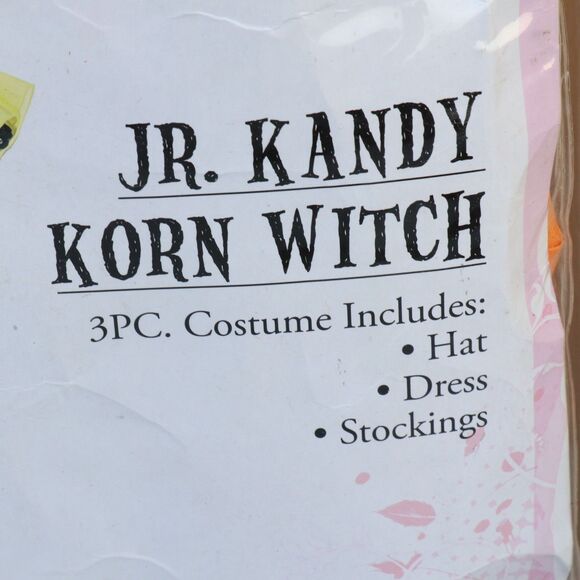 JR. KANDY
KORN WITCH
3PC. Costume Includes:
• Hat
• Dress
• Stockings